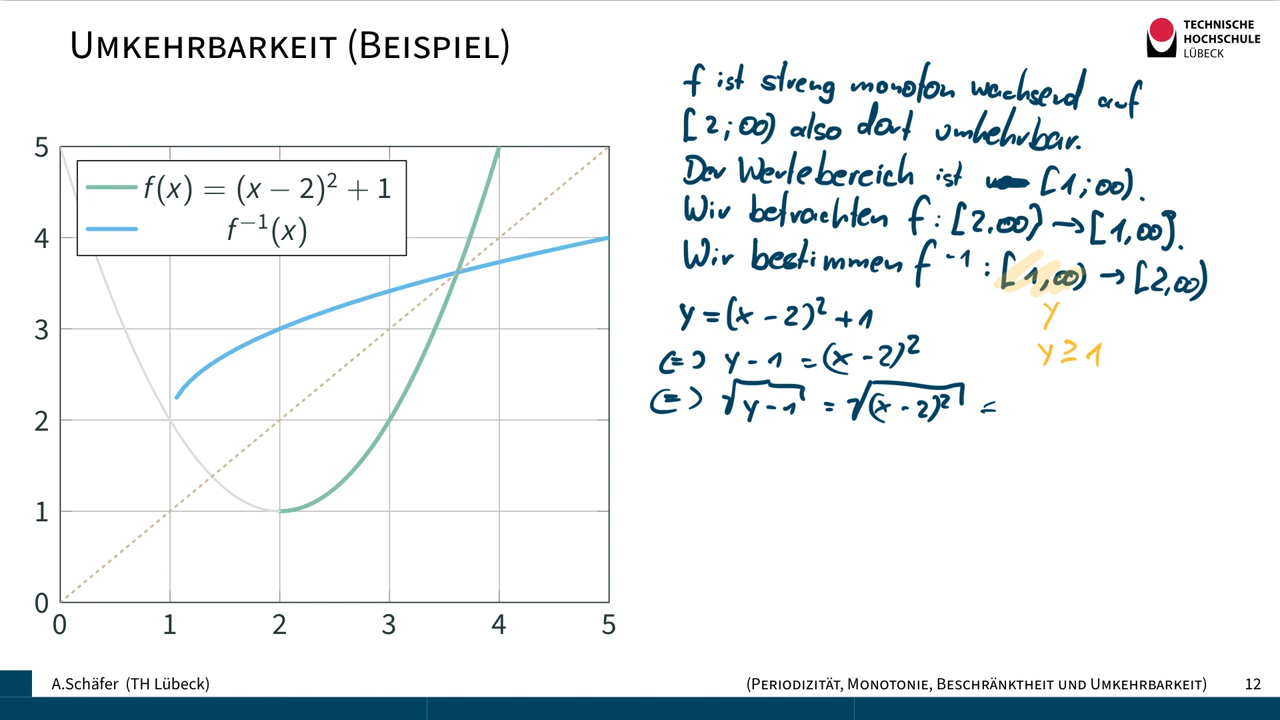 UMKEHRBARKEIT (BEISPIEL)
TECHNISCHE
HOCHSCHULE
LÜBECK
f ist streng monoton wachsend auf
[2;∞) also dort umkehrbar.
Der Wertebereich ist [1;∞).
Wir betrachten f: [2,∞) → [1,∞).
Wir bestimmen f⁻¹: [1,∞) → [2,∞)
y
y ≥ 1
y = (x - 2)² + 1
⇔ y - 1 = (x - 2)²
⇔ √(y - 1) = √((x - 2)²) =
f(x) = (x − 2)² + 1
f⁻¹(x)
5
4
3
2
1
0
0 1 2 3 4 5
A.Schäfer (TH Lübeck)
(PERIODIZITÄT, MONOTONIE, BESCHRÄNKTHEIT UND UMKEHRBARKEIT)
12